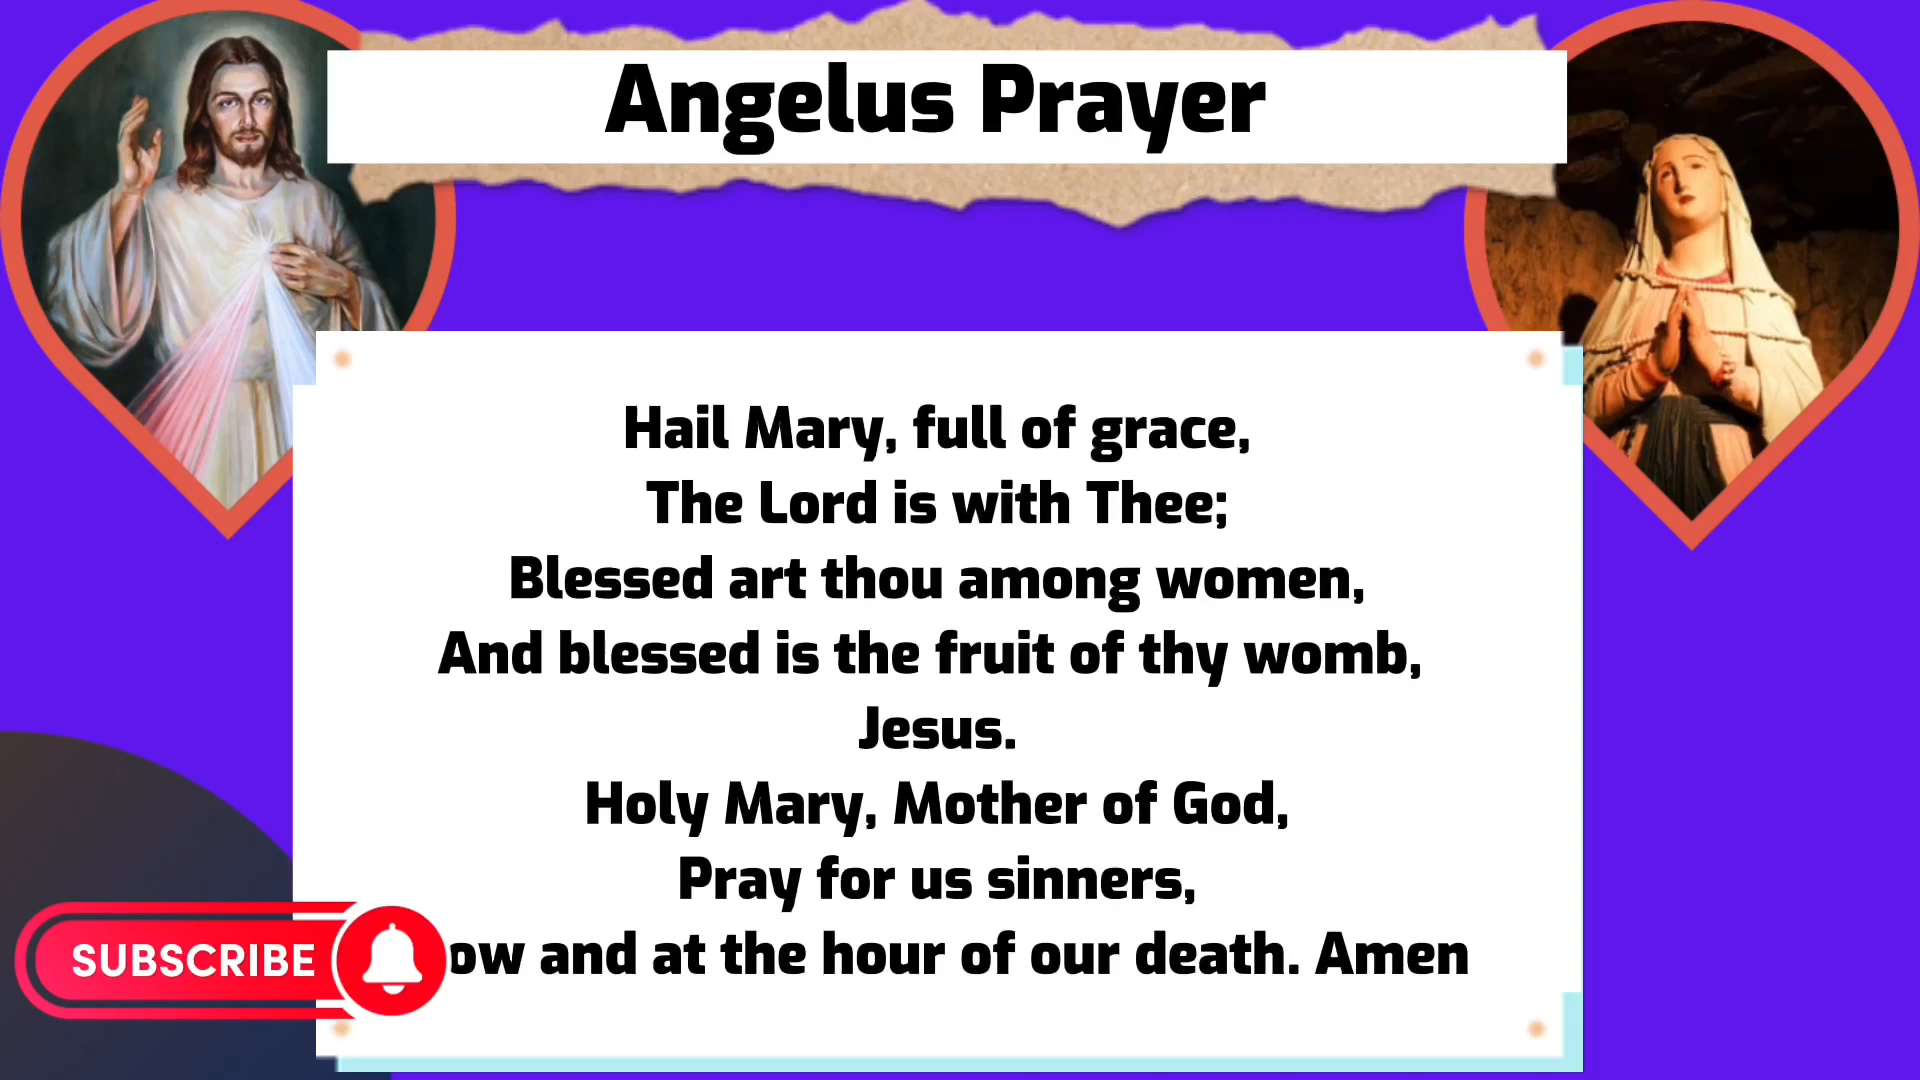 Angelus Prayer
Hail Mary, full of grace,
The Lord is with Thee;
Blessed art thou among women,
And blessed is the fruit of thy womb,
Jesus.
Holy Mary, Mother of God,
Pray for us sinners,
ow and at the hour of our death. Amen
SUBSCRIBE